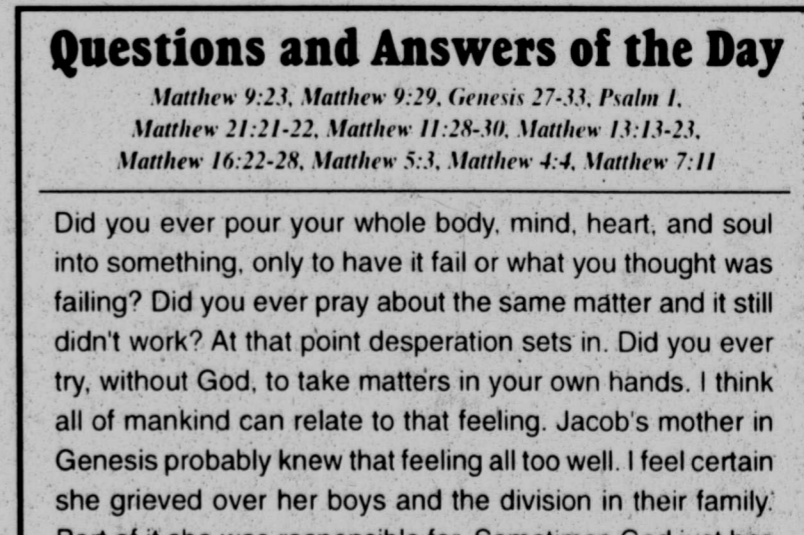 Questions and Answers of the Day
Matthew 9:23, Matthew 9:29, Genesis 27-33, Psalm 1,
Matthew 21:21-22, Matthew 11:28-30, Matthew 13:13-23,
Matthew 16:22-28, Matthew 5:3, Matthew 4:4, Matthew 7:11
Did you ever pour your whole body, mind, heart, and soul
into something, only to have it fail or what you thought was
failing? Did you ever pray about the same matter and it still
didn't work? At that point desperation sets in. Did you ever
try, without God, to take matters in your own hands. I think
all of mankind can relate to that feeling. Jacob's mother in
Genesis probably knew that feeling all too well. I feel certain
she grieved over her boys and the division in their family.